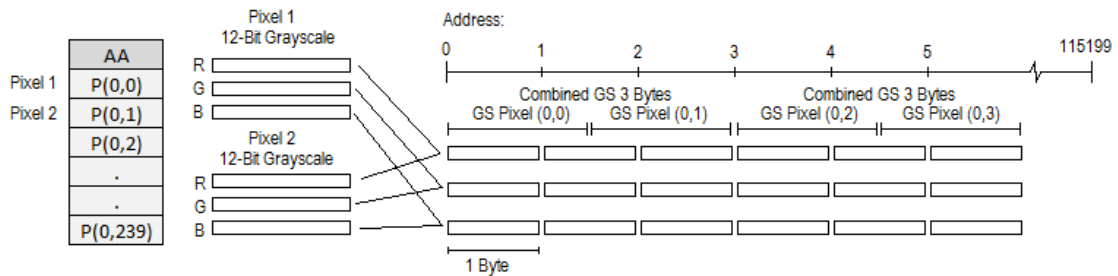 AA
Pixel 1
P(0,0)
Pixel 2
P(0,1)
P(0,2)
.
.
P(0,239)
Pixel 1
12-Bit Grayscale
R
G
B
Pixel 2
12-Bit Grayscale
R
G
B
Address:
0 1 2 3 4 5 115199
Combined GS 3 Bytes
GS Pixel (0,0) GS Pixel (0,1)
Combined GS 3 Bytes
GS Pixel (0,2) GS Pixel (0,3)
1 Byte